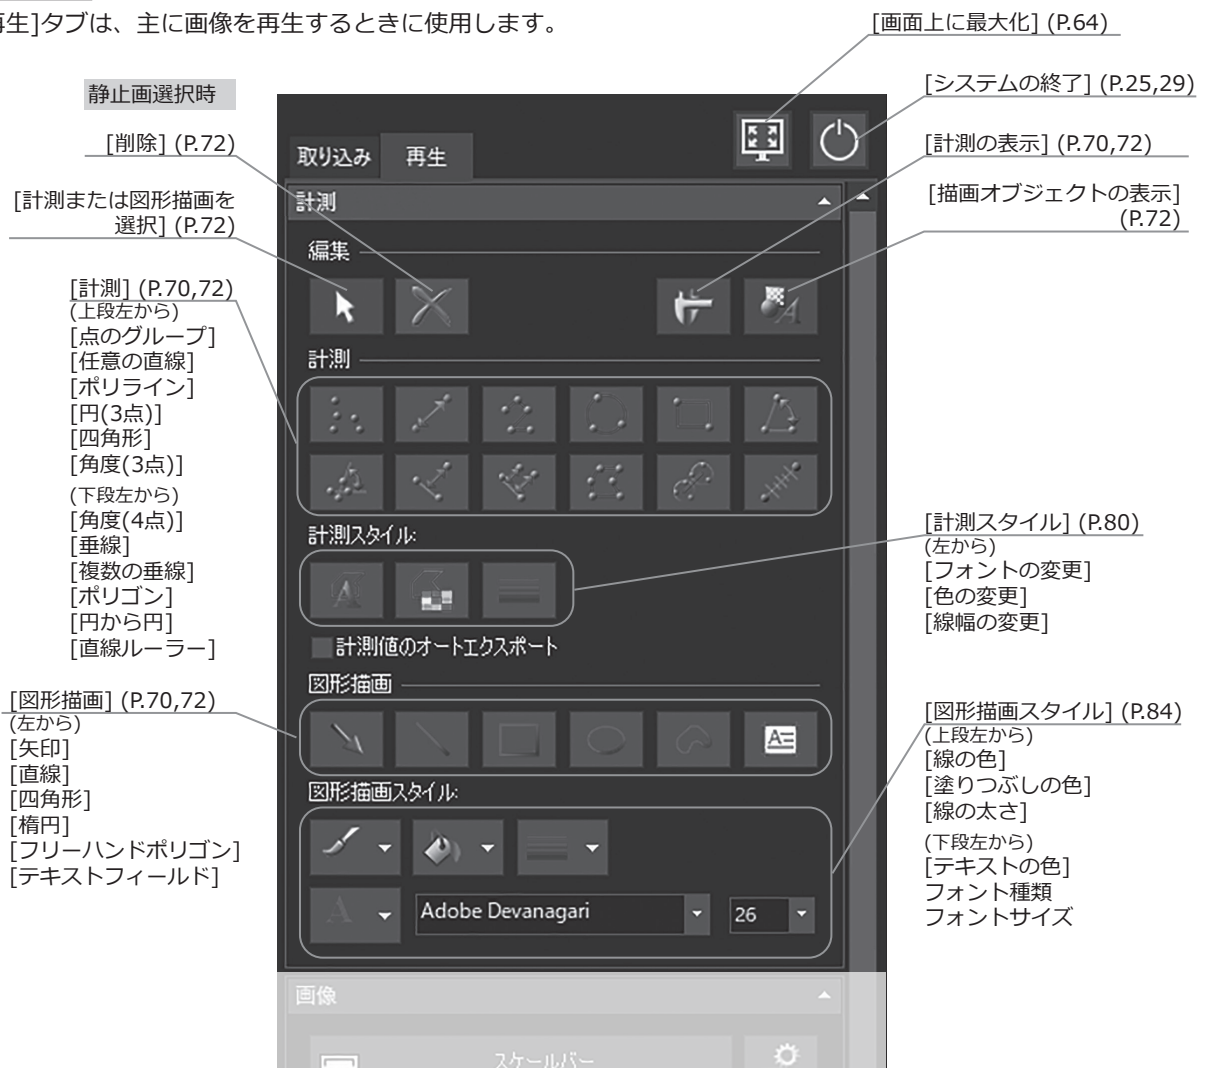 生]タブは、主に画像を再生するときに使用します。
[画面上に最大化] (P.64)
静止画選択時
[システムの終了] (P.25,29)
[削除] (P.72)
[計測の表示] (P.70,72)
[計測または図形描画を
選択] (P.72)
[描画オブジェクトの表示]
(P.72)
[計測] (P.70,72)
(上段左から)
[点のグループ]
[任意の直線]
[ポリライン]
[円(3点)]
[四角形]
[角度(3点)]
(下段左から)
[角度(4点)]
[垂線]
[複数の垂線]
[ポリゴン]
[円から円]
[直線ルーラー]
[図形描画] (P.70,72)
(左から)
[矢印]
[直線]
[四角形]
[楕円]
[フリーハンドポリゴン]
[テキストフィールド]
取り込み 再生
計測
編集
計測
計測スタイル:
計測値のオートエクスポート
図形描画
図形描画スタイル:
Adobe Devanagari 26
画像
スケールバー
[計測スタイル] (P.80)
(左から)
[フォントの変更]
[色の変更]
[線幅の変更]
[図形描画スタイル] (P.84)
(上段左から)
[線の色]
[塗りつぶしの色]
[線の太さ]
(下段左から)
[テキストの色]
フォント種類
フォントサイズ